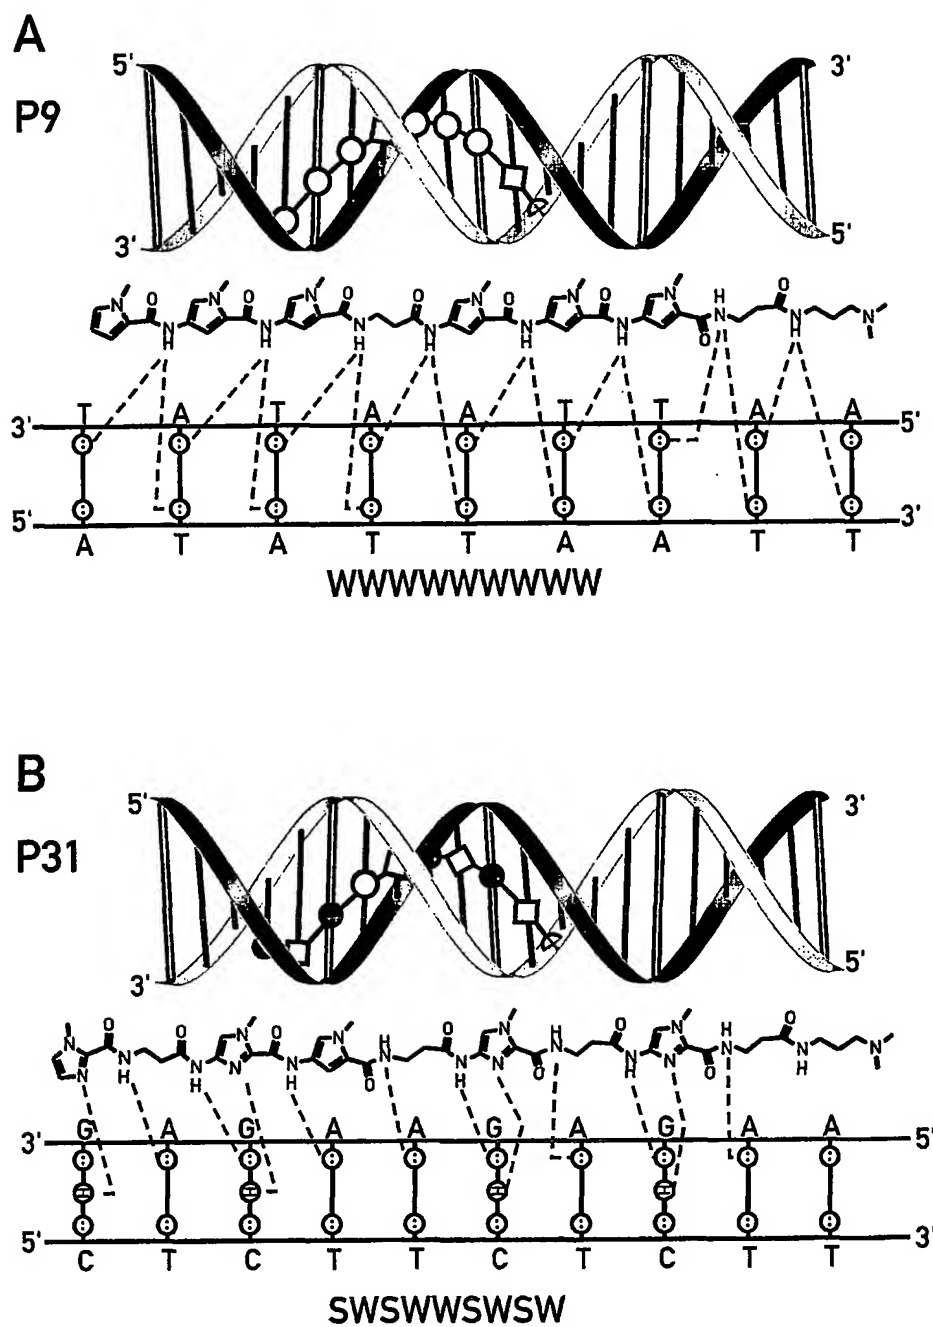 A
5' 3'
P9
3' 5'
N O N O N O O N O N O N H O
N N N N N N N N N
H H H H H H O H
T A T A A T T A A
3' 5'
5' 3'
A T A T T A A T T
WWWWWWWWW
B
5' 3'
P31
3' 5'
O O N O N H O N H O N H O
N N N N N N N
N N N N O N N O N N O H
N H H H H H
G A G A A G A G A A
3' 5'
H H H H
5' 3'
C T C T T C T C T T
SWSWWSWSW